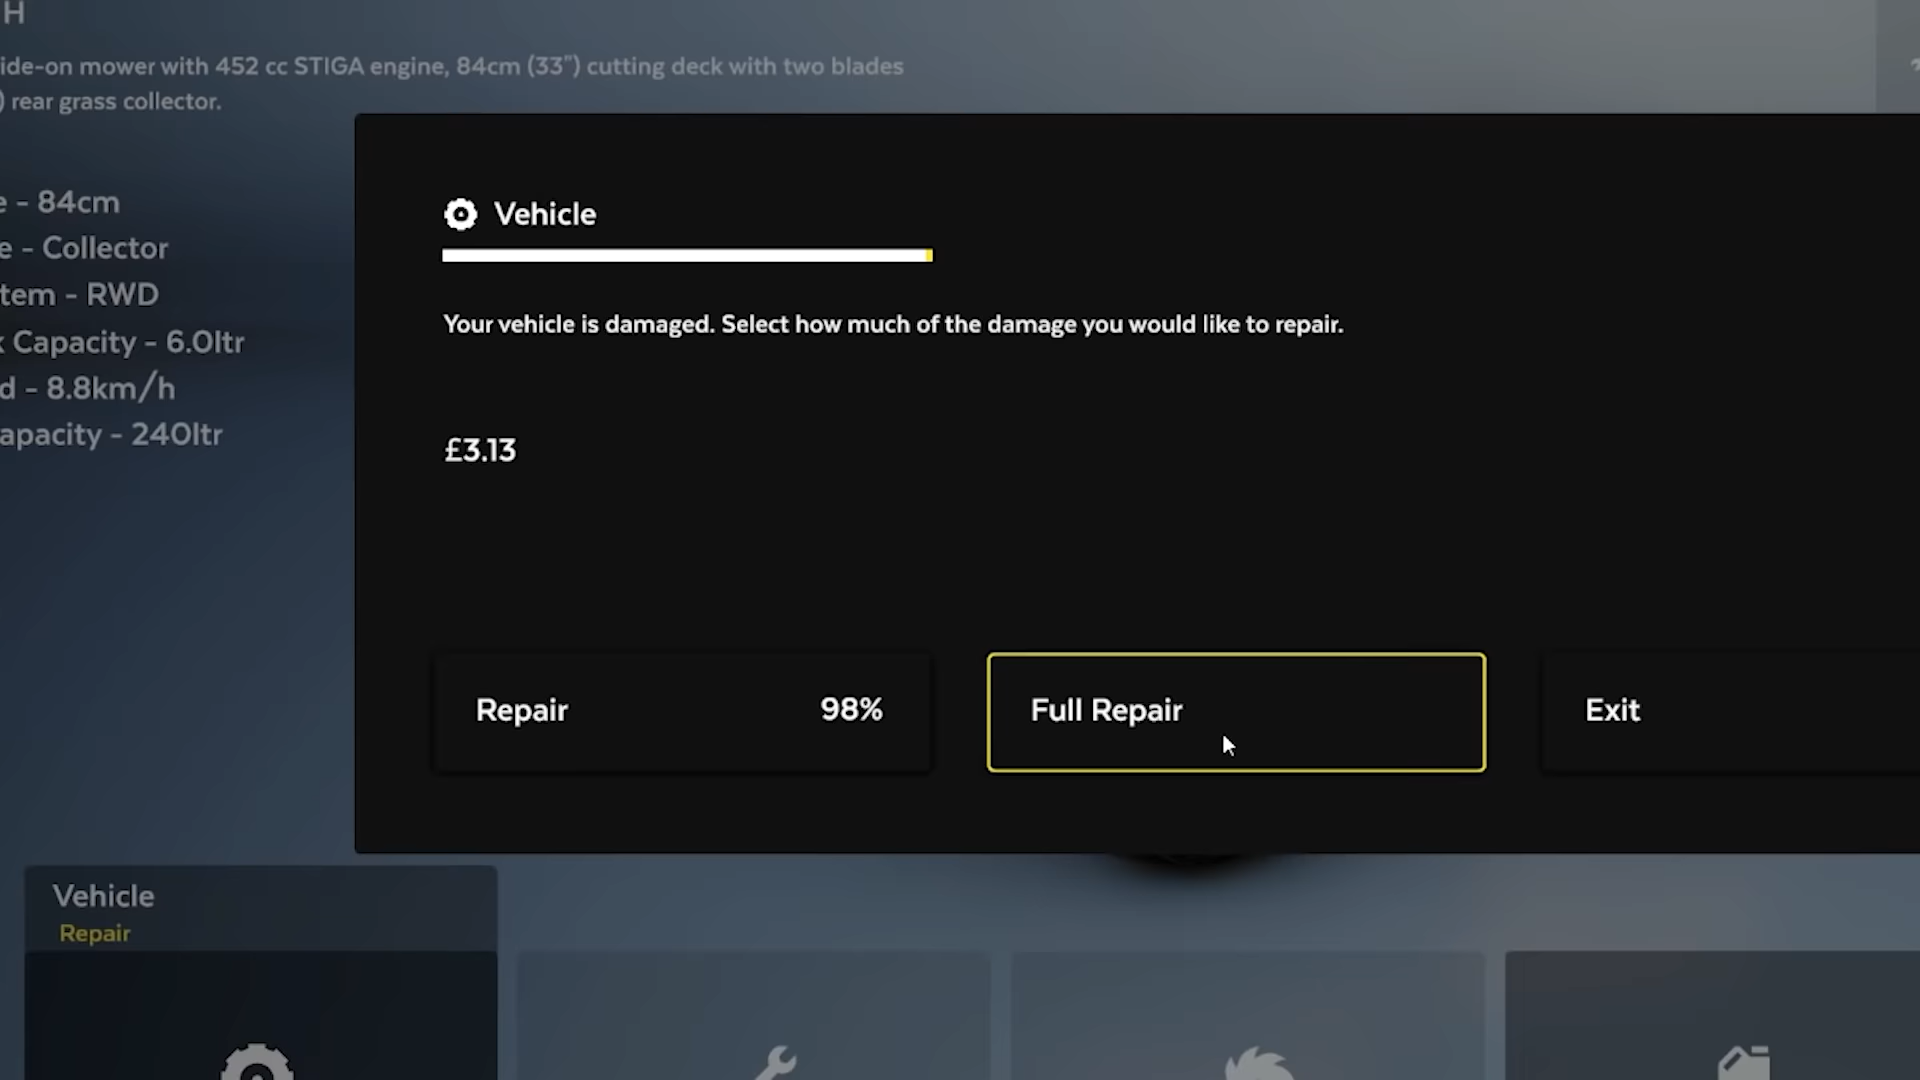 H
ide-on mower with 452 cc STIGA engine, 84cm (33") cutting deck with two blades
) rear grass collector.
e - 84cm
e - Collector
tem - RWD
k Capacity - 6.0ltr
d - 8.8km/h
apacity - 240ltr
Vehicle
Your vehicle is damaged. Select how much of the damage you would like to repair.
£3.13
Repair 98%
Full Repair
Exit
Vehicle
Repair